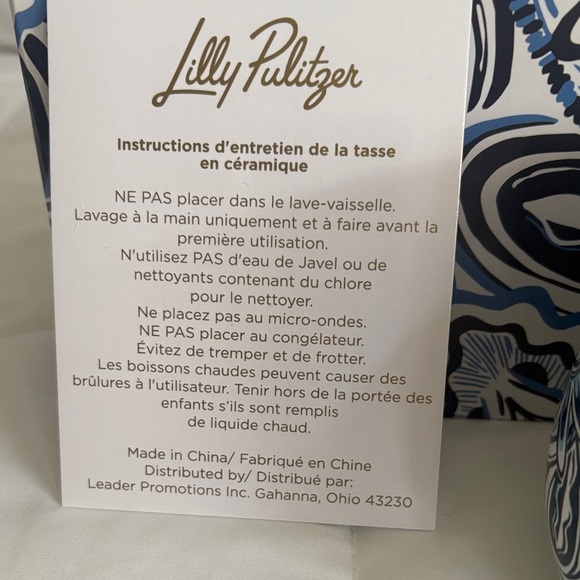 Lilly Pulitzer
Instructions d'entretien de la tasse
en céramique
NE PAS placer dans le lave-vaisselle.
Lavage à la main uniquement et à faire avant la
première utilisation.
N'utilisez PAS d'eau de Javel ou de
nettoyants contenant du chlore
pour le nettoyer.
Ne placez pas au micro-ondes.
NE PAS placer au congélateur.
Évitez de tremper et de frotter.
Les boissons chaudes peuvent causer des
brûlures à l'utilisateur. Tenir hors de la portée des
enfants s'ils sont remplis
de liquide chaud.
Made in China/ Fabriqué en Chine
Distributed by/ Distribué par:
Leader Promotions Inc. Gahanna, Ohio 43230